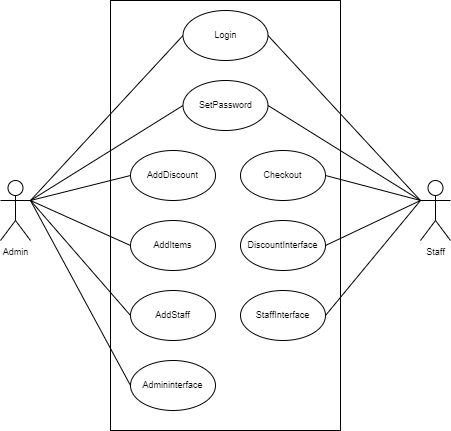 Login
SetPassword
AddDiscount
Checkout
Admin
AddItems
DiscountInterface
Staff
AddStaff
StaffInterface
Admininterface